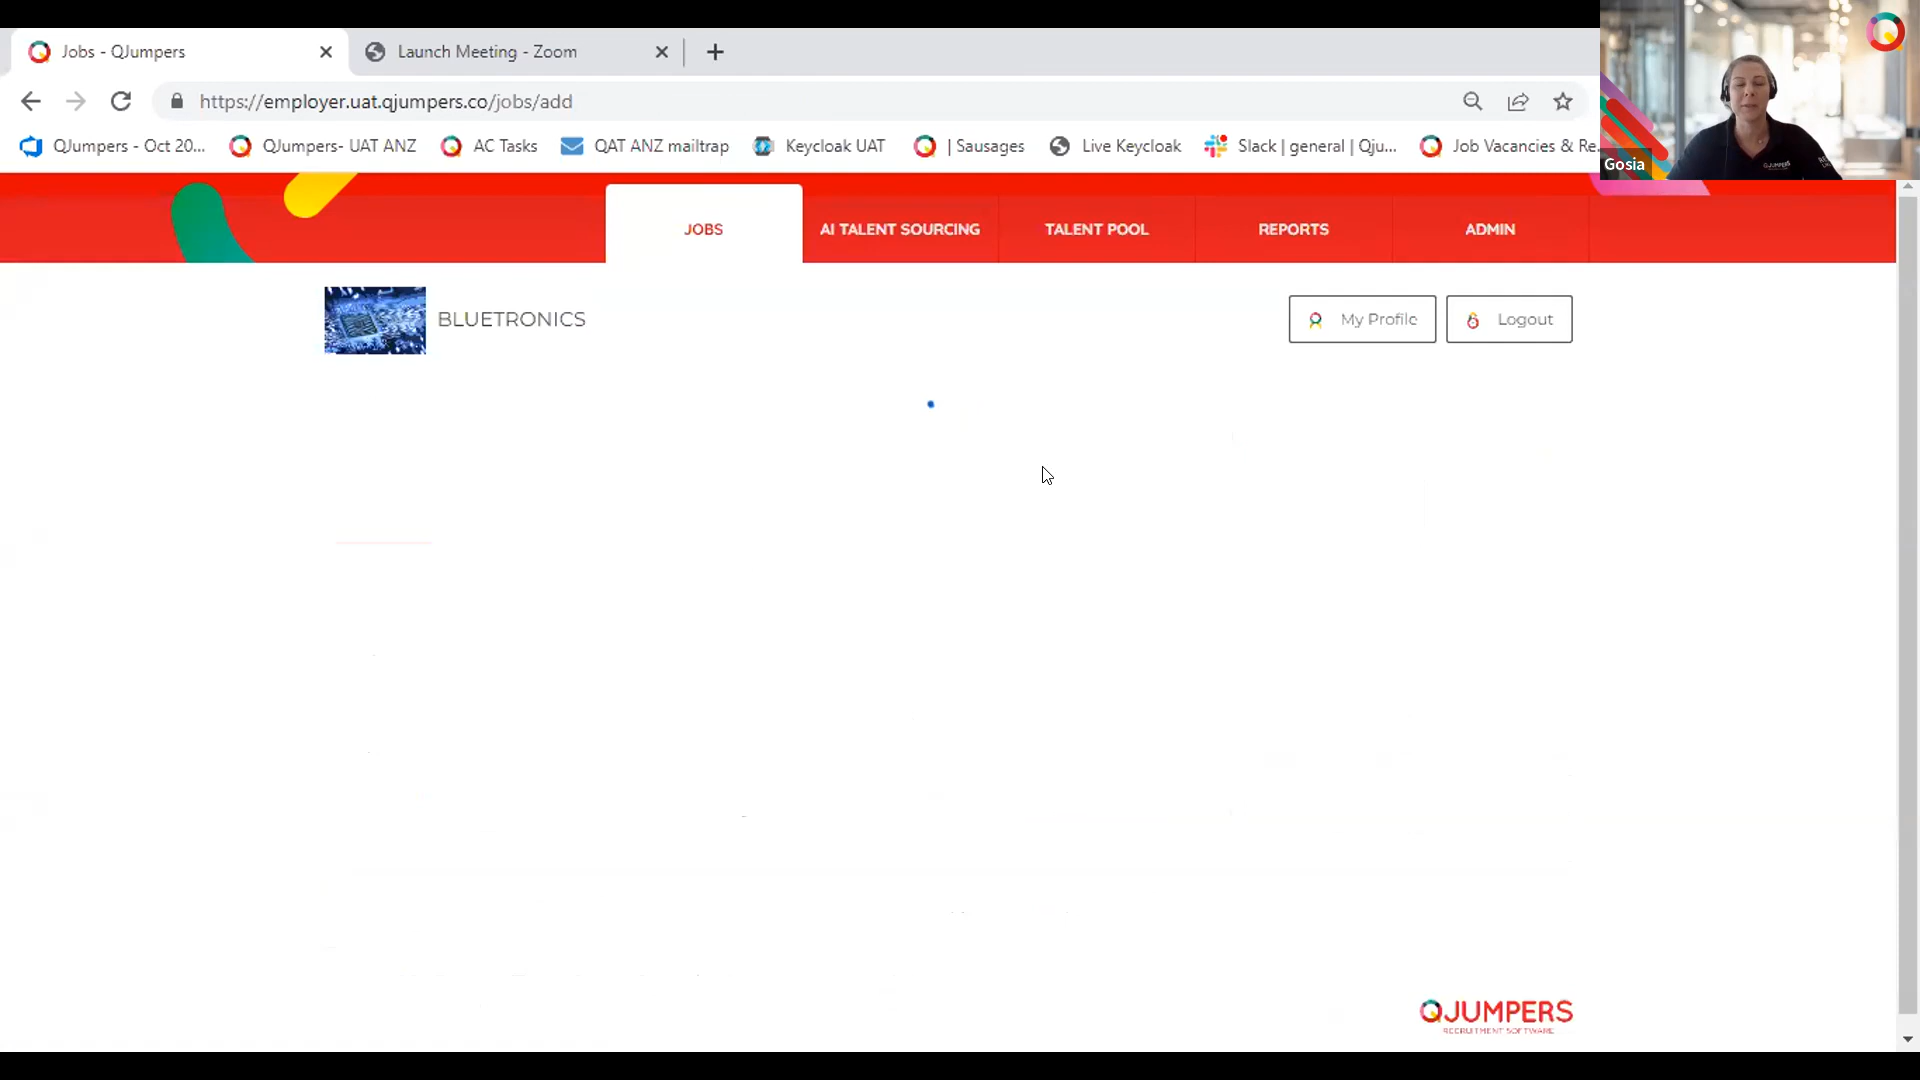 Jobs - QJumpers
Launch Meeting - Zoom
https://employer.uat.qjumpers.co/jobs/add
QJumpers - Oct 20...
QJumpers- UAT ANZ
AC Tasks
QAT ANZ mailtrap
Keycloak UAT
| Sausages
Live Keycloak
Slack | general | Qju...
Job Vacancies & Re
Gosia
QJUMPERS
JOBS
AI TALENT SOURCING
TALENT POOL
REPORTS
ADMIN
BLUETRONICS
My Profile
Logout
QJUMPERS
RECRUITMENT SOFTWARE